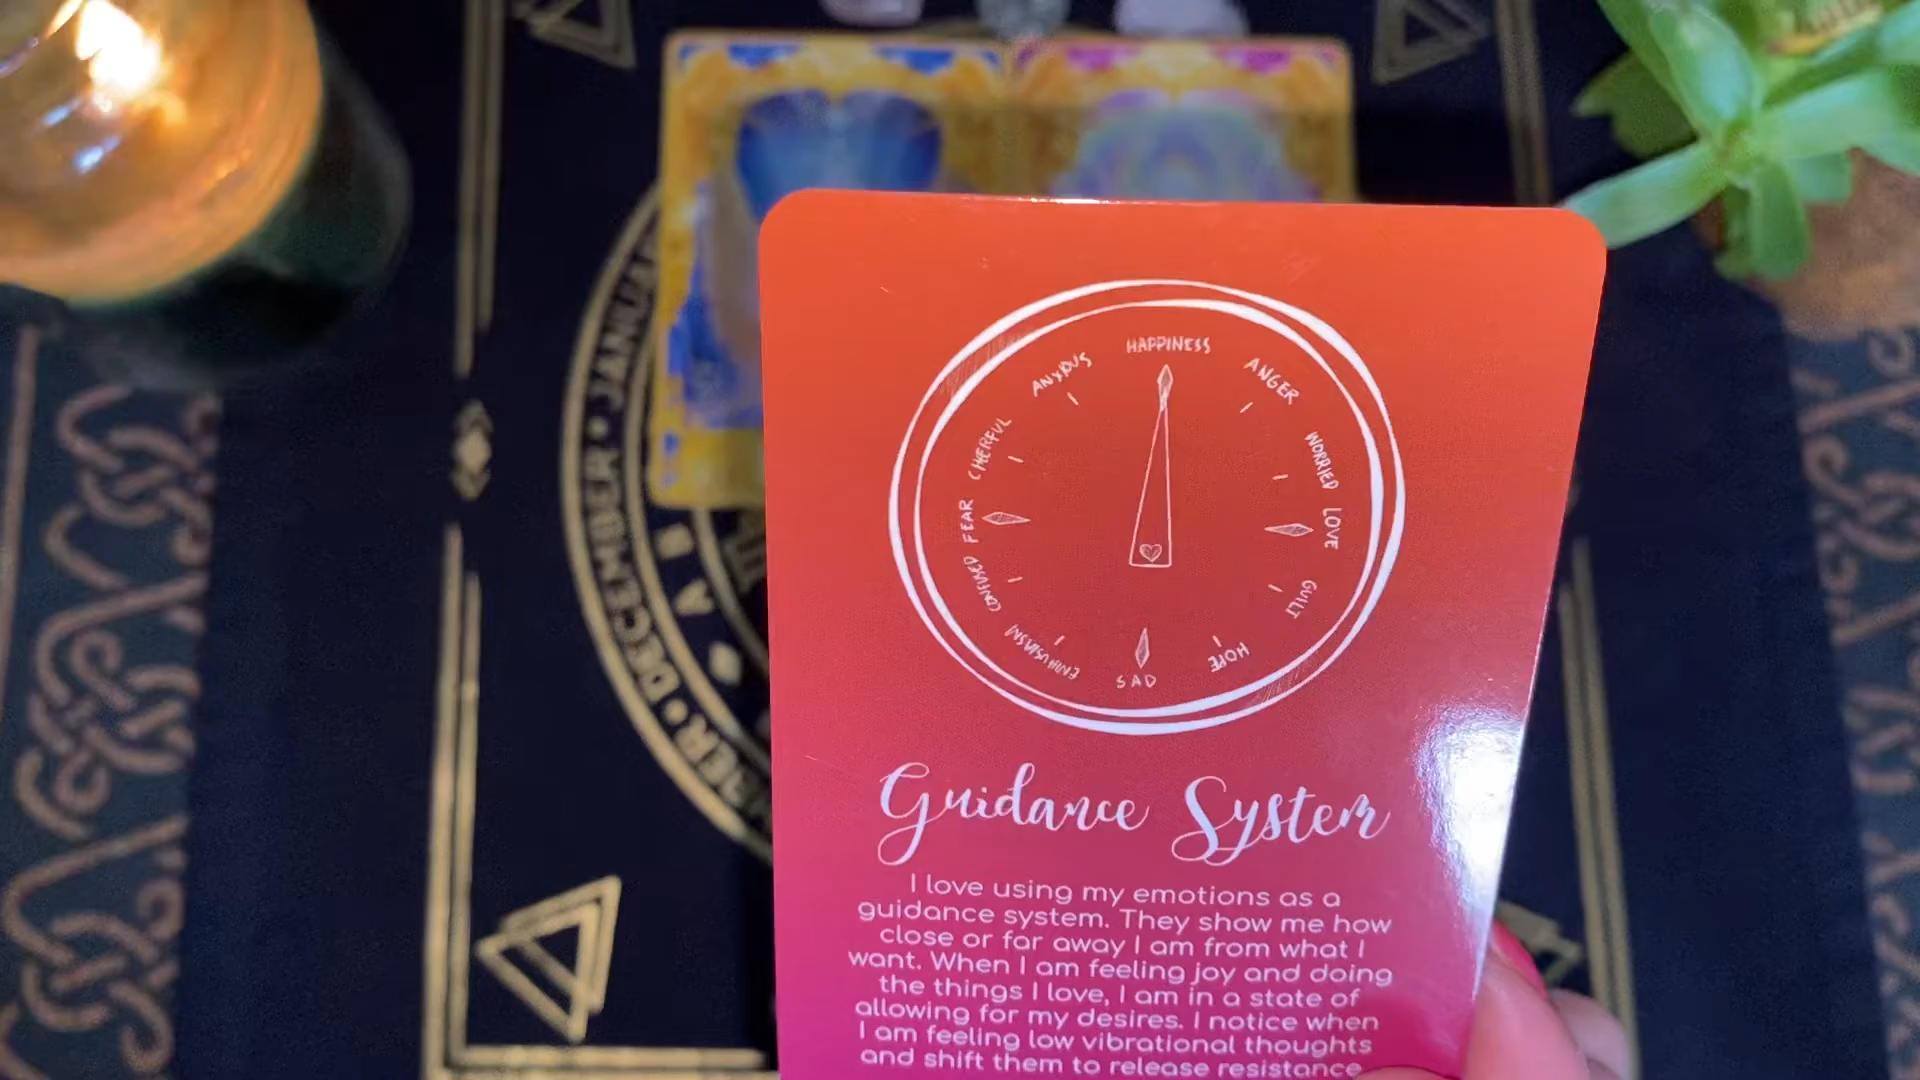 HAPPINESS
ANXIOUS
ANGER
CHEERFUL
WORRIED
FEAR
LOVE
CONFUSED
GUILT
ENTHUSIASM
HOPE
SAD
Guidance System
I love using my emotions as a
guidance system. They show me how
close or far away I am from what I
want. When I am feeling joy and doing
the things I love, I am in a state of
allowing for my desires. I notice when
I am feeling low vibrational thoughts
and shift them to release resistance
DECEMBER